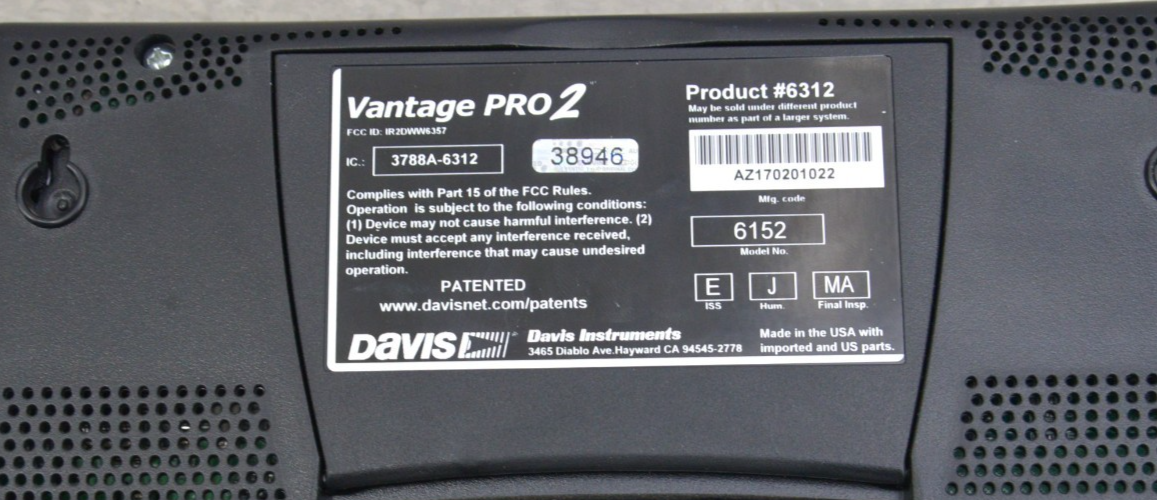 Vantage PRO2
FCC ID: IR2DWW6357
IC.: 3788A-6312
38946
Complies with Part 15 of the FCC Rules.
Operation is subject to the following conditions:
(1) Device may not cause harmful interference. (2)
Device must accept any interference received,
including interference that may cause undesired
operation.
PATENTED
www.davisnet.com/patents
Product #6312
May be sold under different product
number as part of a larger system.
AZ170201022
Mfg. code
6152
Model No.
E J MA
ISS Hum. Final Insp.
DAVIS
Davis Instruments
3465 Diablo Ave.Hayward CA 94545-2778
Made in the USA with
imported and US parts.